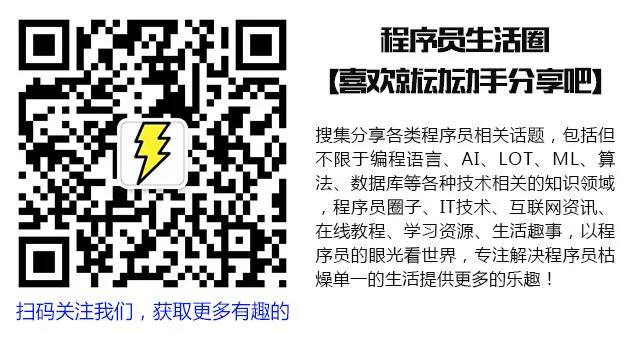 程序员生活圈
【喜欢就动动手分享吧】
搜集分享各类程序员相关话题，包括但
不限于编程语言、AI、LOT、ML、算
法、数据库等各种技术相关的知识领域
，程序员圈子、IT技术、互联网资讯、
在线教程、学习资源、生活趣事，以程
序员的眼光看世界，专注解决程序员枯
燥单一的生活提供更多的乐趣！
扫码关注我们，获取更多有趣的